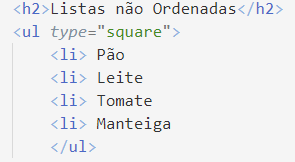 <h2>Listas não Ordenadas</h2>
<ul type="square">
<li> Pão
<li> Leite
<li> Tomate
<li> Manteiga
</ul>